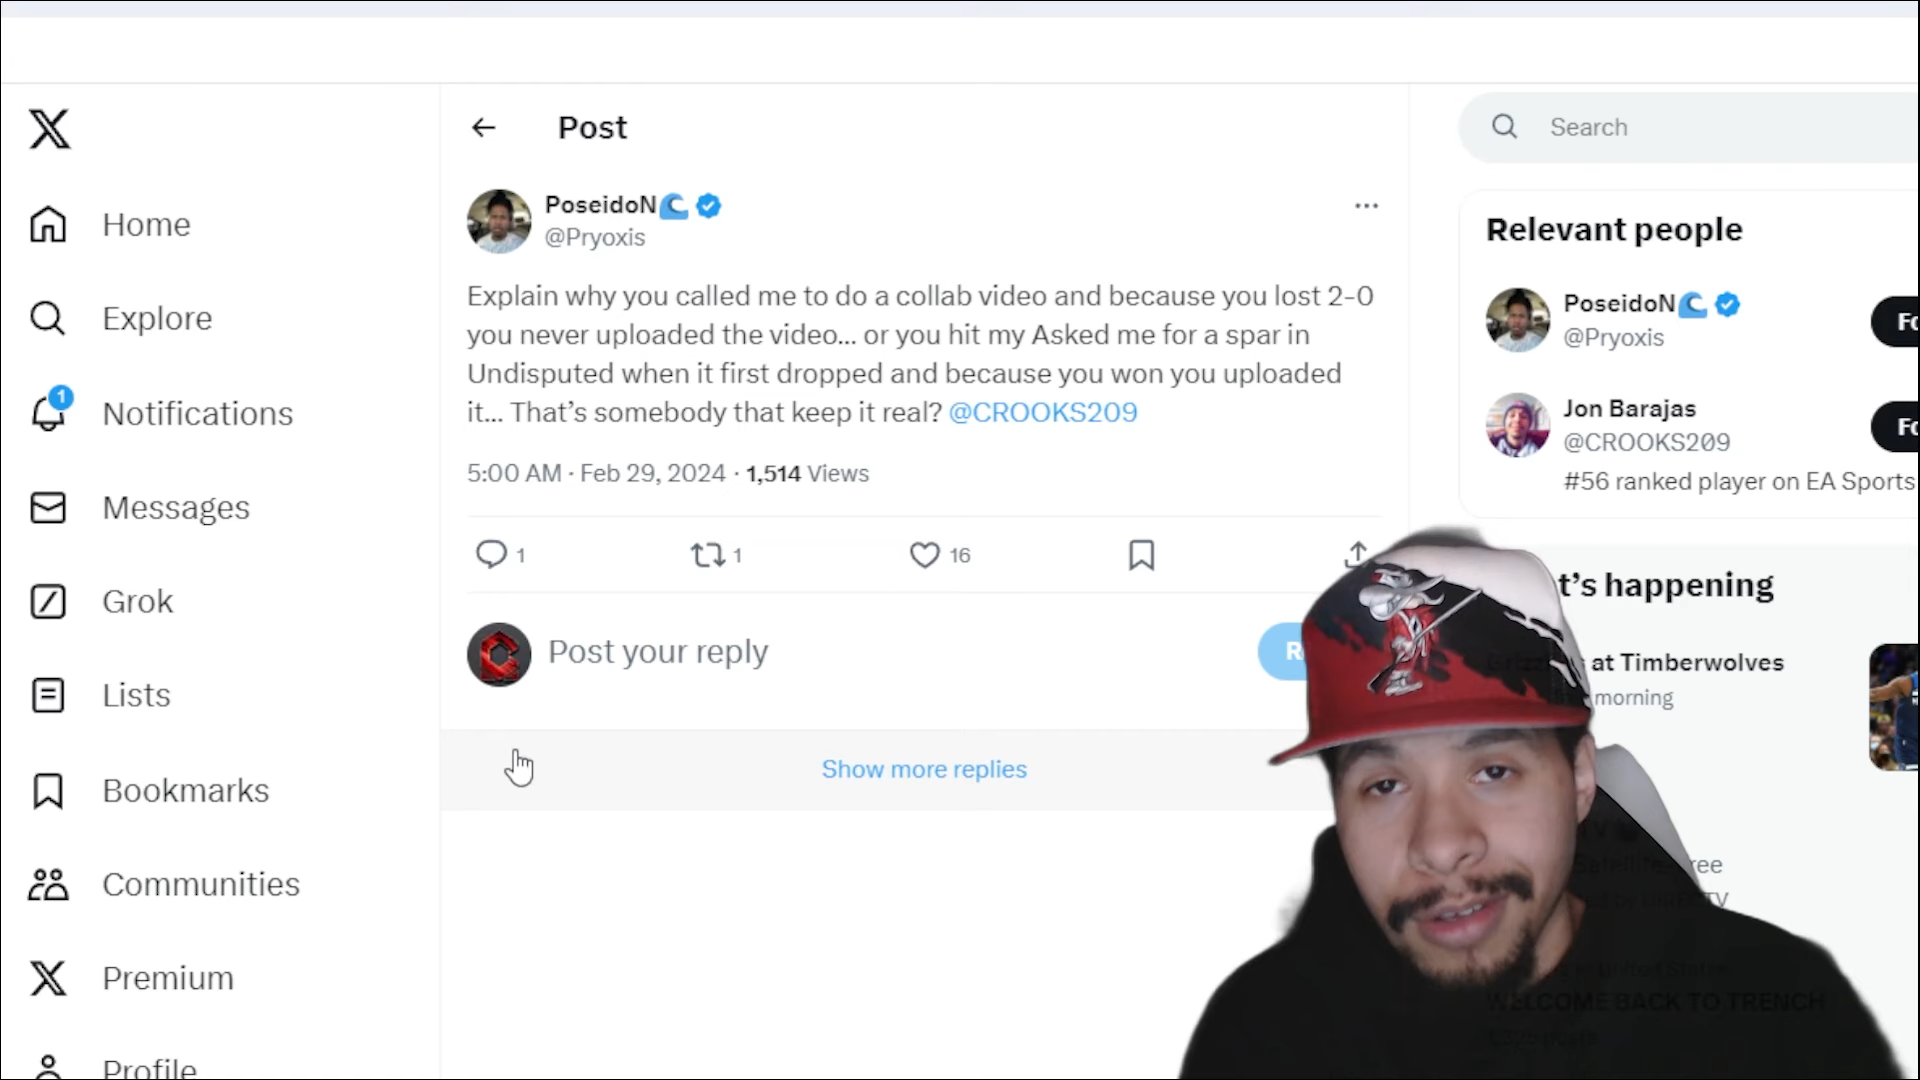 Post
Search
Home
Explore
1
Notifications
Messages
Grok
Lists
Bookmarks
Communities
Premium
Profile
PoseidoN
@Pryoxis
Explain why you called me to do a collab video and because you lost 2-0
you never uploaded the video... or you hit my Asked me for a spar in
Undisputed when it first dropped and because you won you uploaded
it... That’s somebody that keep it real? @CROOKS209
5:00 AM · Feb 29, 2024 · 1,514 Views
1
1
16
Post your reply
Show more replies
Relevant people
PoseidoN
@Pryoxis
Jon Barajas
@CROOKS209
#56 ranked player on EA Sports
t’s happening
at Timberwolves
morning
WELCOME BACK TO TRENCH